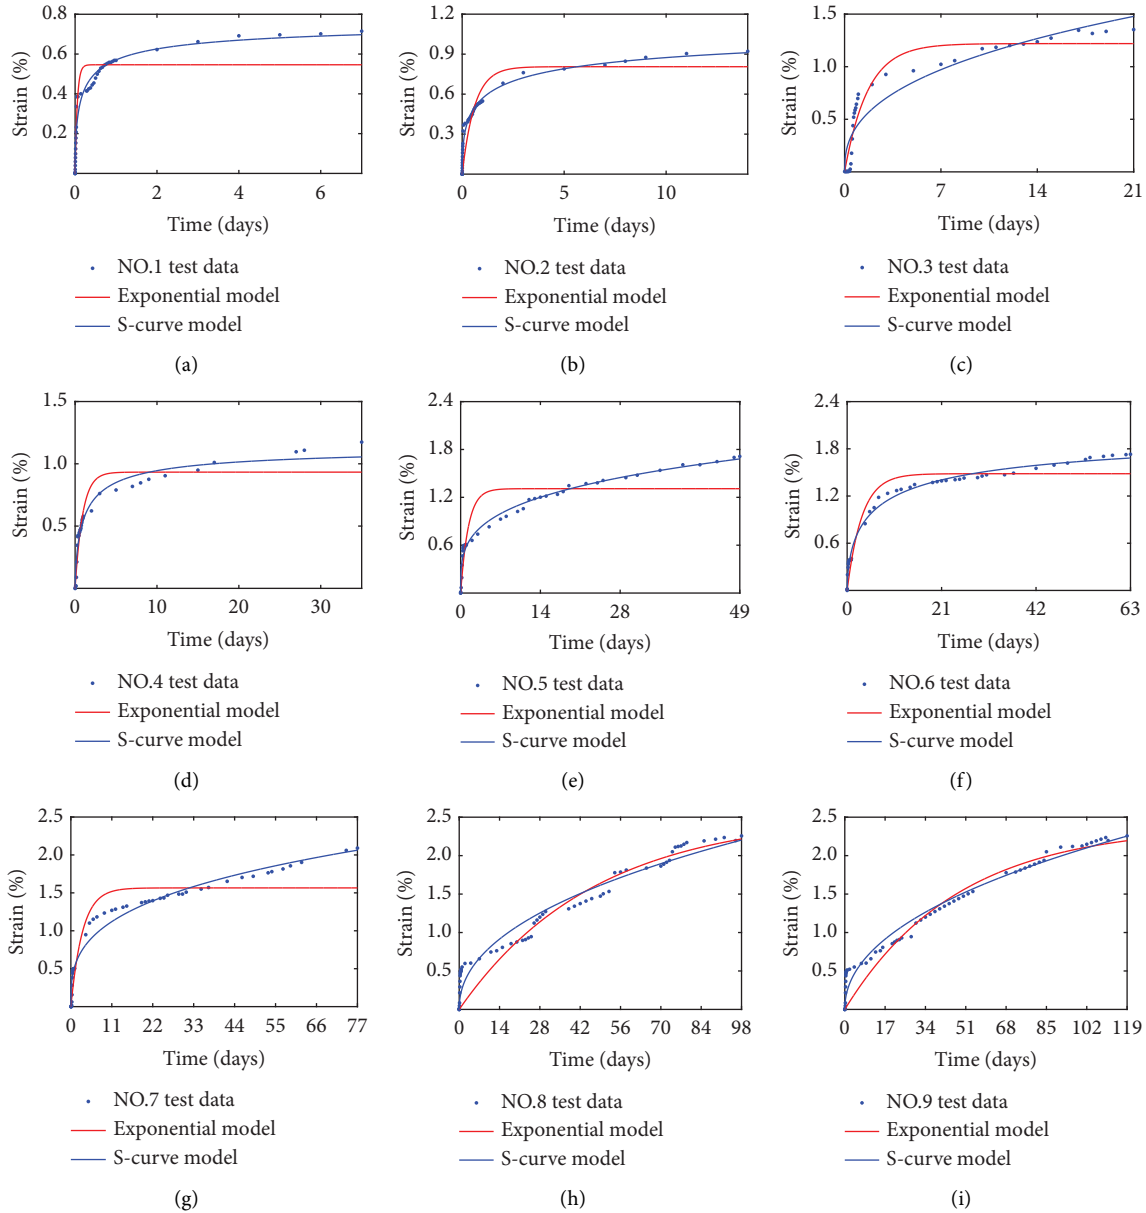 0.8
0.6
0.4
0.2
Strain (%)
0 2 4 6
Time (days)
NO.1 test data
Exponential model
S-curve model
(a)
1.2
0.9
0.6
0.3
Strain (%)
0 5 10
Time (days)
NO.2 test data
Exponential model
S-curve model
(b)
1.5
1.0
0.5
Strain (%)
0 7 14 21
Time (days)
NO.3 test data
Exponential model
S-curve model
(c)
1.5
1.0
0.5
Strain (%)
0 10 20 30
Time (days)
NO.4 test data
Exponential model
S-curve model
(d)
2.4
1.8
1.2
0.6
Strain (%)
0 14 28 49
Time (days)
NO.5 test data
Exponential model
S-curve model
(e)
2.4
1.8
1.2
0.6
Strain (%)
0 21 42 63
Time (days)
NO.6 test data
Exponential model
S-curve model
(f)
2.5
2.0
1.5
1.0
0.5
Strain (%)
0 11 22 33 44 55 66 77
Time (days)
NO.7 test data
Exponential model
S-curve model
(g)
2.5
2.0
1.5
1.0
0.5
Strain (%)
0 14 28 42 56 70 84 98
Time (days)
NO.8 test data
Exponential model
S-curve model
(h)
2.5
2.0
1.5
1.0
0.5
Strain (%)
0 17 34 51 68 85 102 119
Time (days)
NO.9 test data
Exponential model
S-curve model
(i)